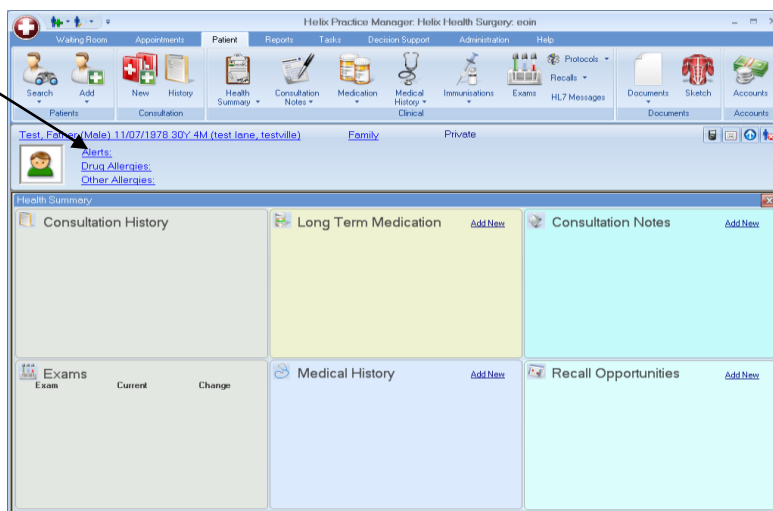 Helix Practice Manager: Helix Health Surgery: eoin
Waiting Room Appointments Patient Reports Tasks Decision Support Administration Help
Search Add New History Health Summary Consultation Notes Medication Medical History Immunisations Exams Protocols Recalls HL7 Messages Documents Sketch Accounts
Patients Consultation Clinical Documents Accounts
Test, Father (Male) 11/07/1978 30Y 4M (test lane, testville) Family Private
Alerts:
Drug Allergies:
Other Allergies:
Health Summary
Consultation History Long Term Medication Add New Consultation Notes Add New
Exams Medical History Add New Recall Opportunities Add New
Exam Current Change